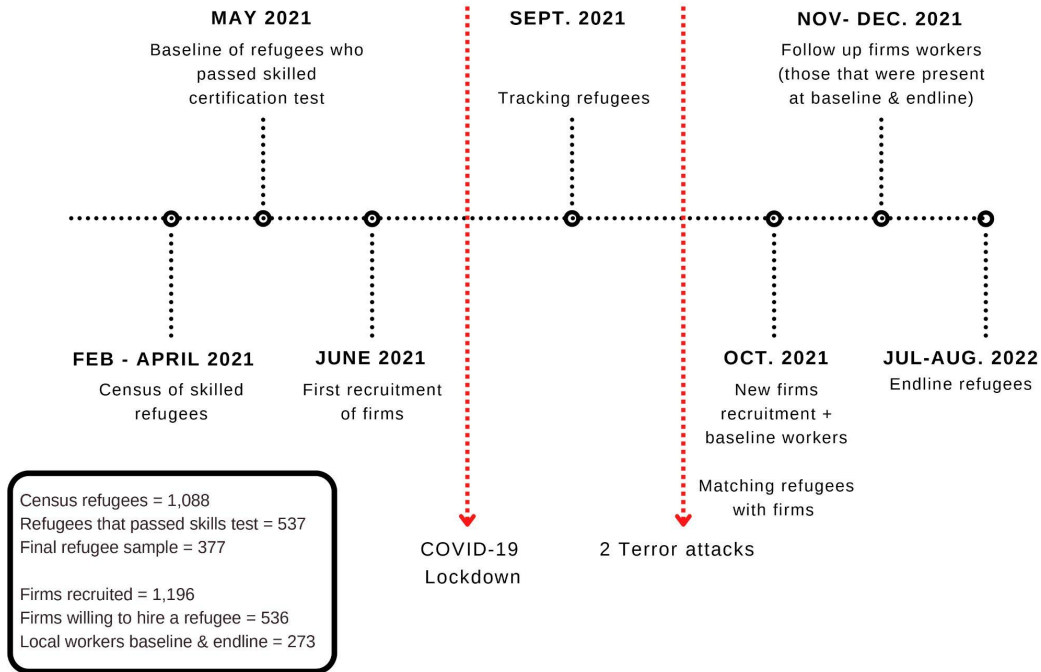 MAY 2021
Baseline of refugees who
passed skilled
certification test
SEPT. 2021
Tracking refugees
NOV- DEC. 2021
Follow up firms workers
(those that were present
at baseline & endline)
FEB - APRIL 2021
Census of skilled
refugees
JUNE 2021
First recruitment
of firms
OCT. 2021
New firms
recruitment +
baseline workers
Matching refugees
with firms
JUL-AUG. 2022
Endline refugees
COVID-19
Lockdown
2 Terror attacks
Census refugees = 1,088
Refugees that passed skills test = 537
Final refugee sample = 377
Firms recruited = 1,196
Firms willing to hire a refugee = 536
Local workers baseline & endline = 273